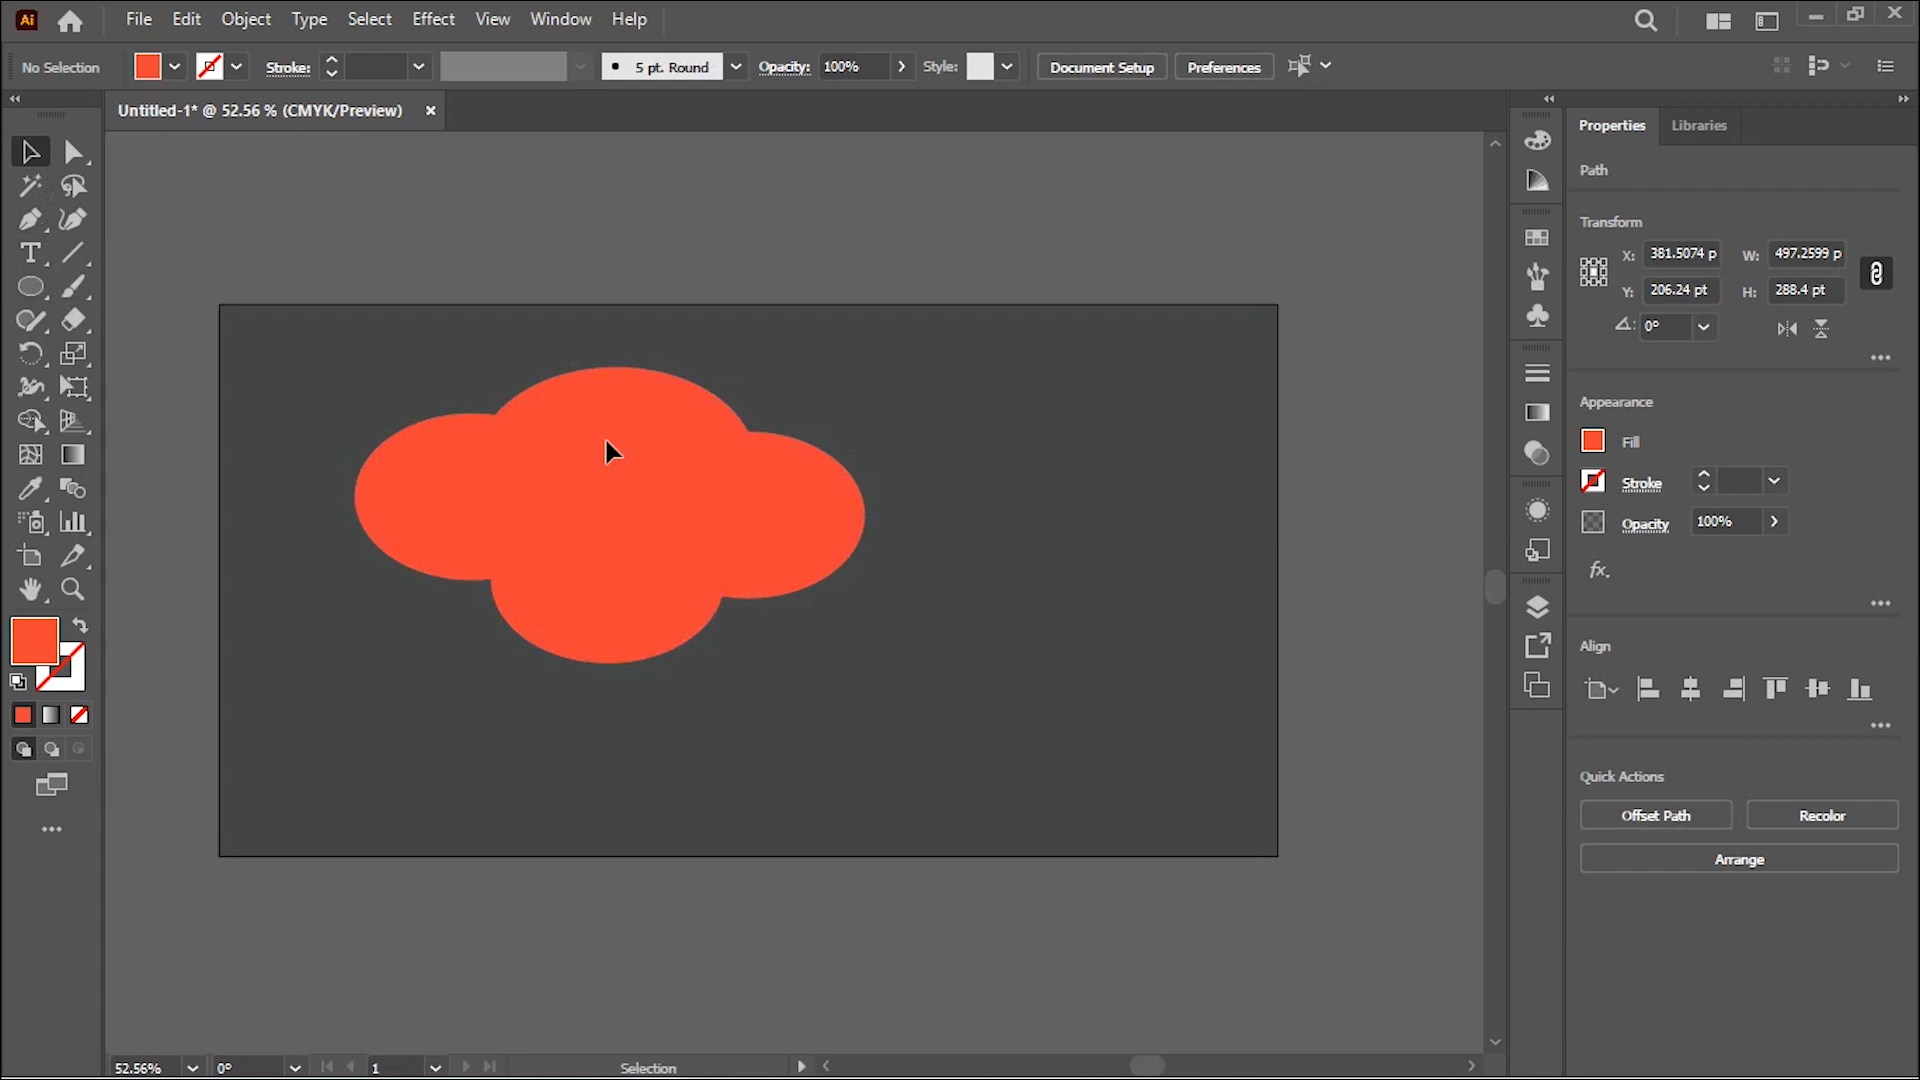 Ai File Edit Object Type Select Effect View Window Help
No Selection Stroke: 5 pt. Round Opacity: 100% Style: Document Setup Preferences
Untitled-1* @ 52.56 % (CMYK/Preview)
Properties Libraries
Path
Transform
X: 381.5074 p W: 497.2599 p
Y: 206.24 pt H: 288.4 pt
0°
Appearance
Fill
Stroke
Opacity 100%
fx.
Align
Quick Actions
Offset Path Recolor
Arrange
52.56% 0° 1 Selection